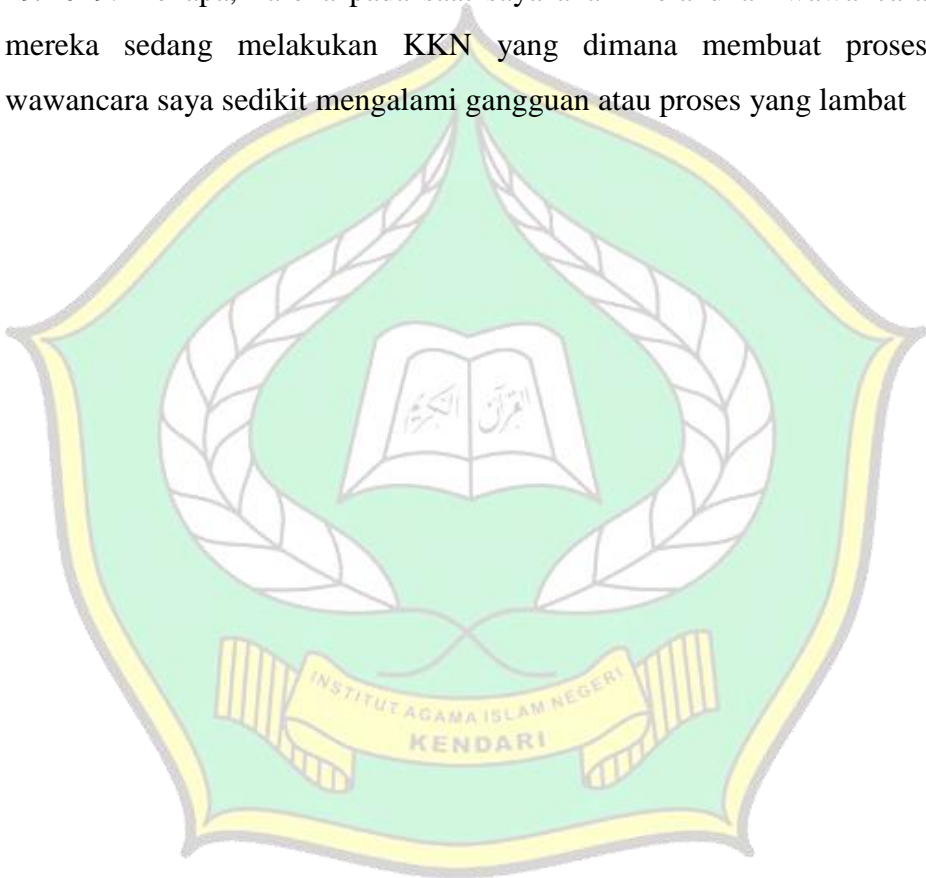 mereka sedang melakukan KKN yang dimana membuat proses
wawancara saya sedikit mengalami gangguan atau proses yang lambat
القرآن الكريم
INSTITUT AGAMA ISLAM NEGERI
KENDARI